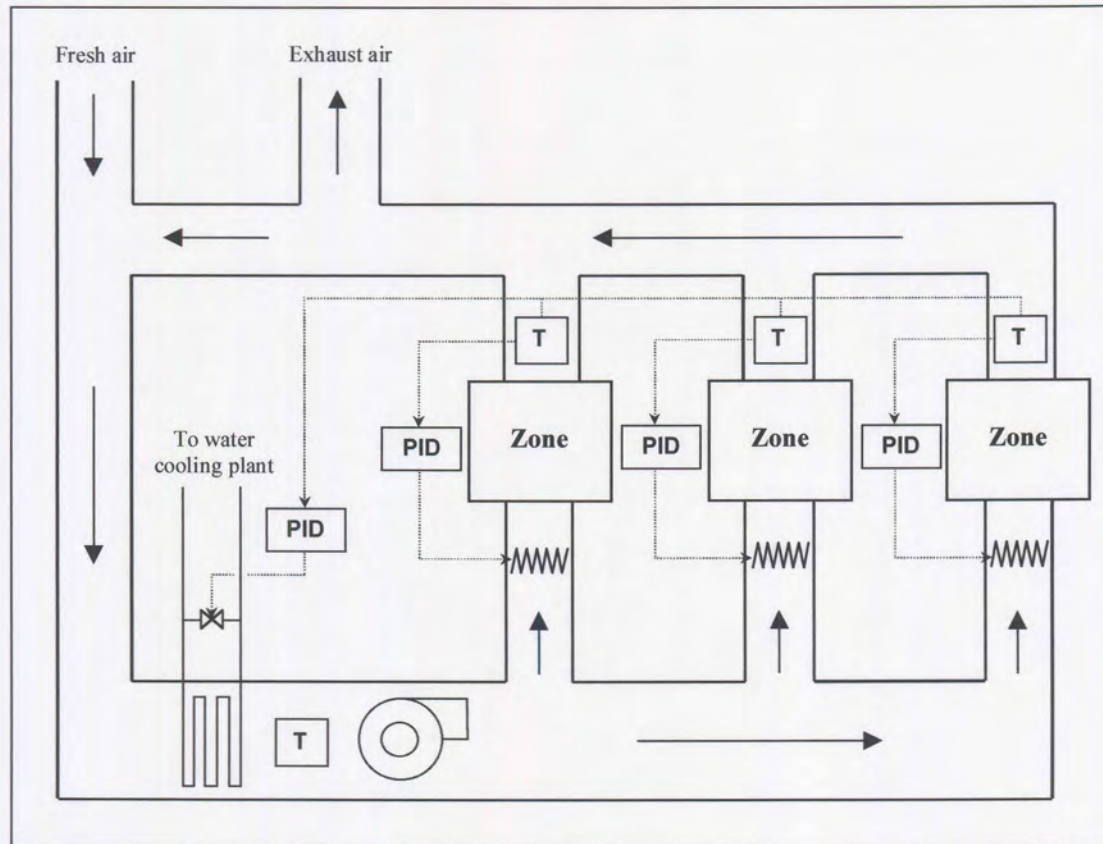 Fresh air
Exhaust air
T
T
T
PID
Zone
PID
Zone
PID
Zone
To water
cooling plant
PID
T